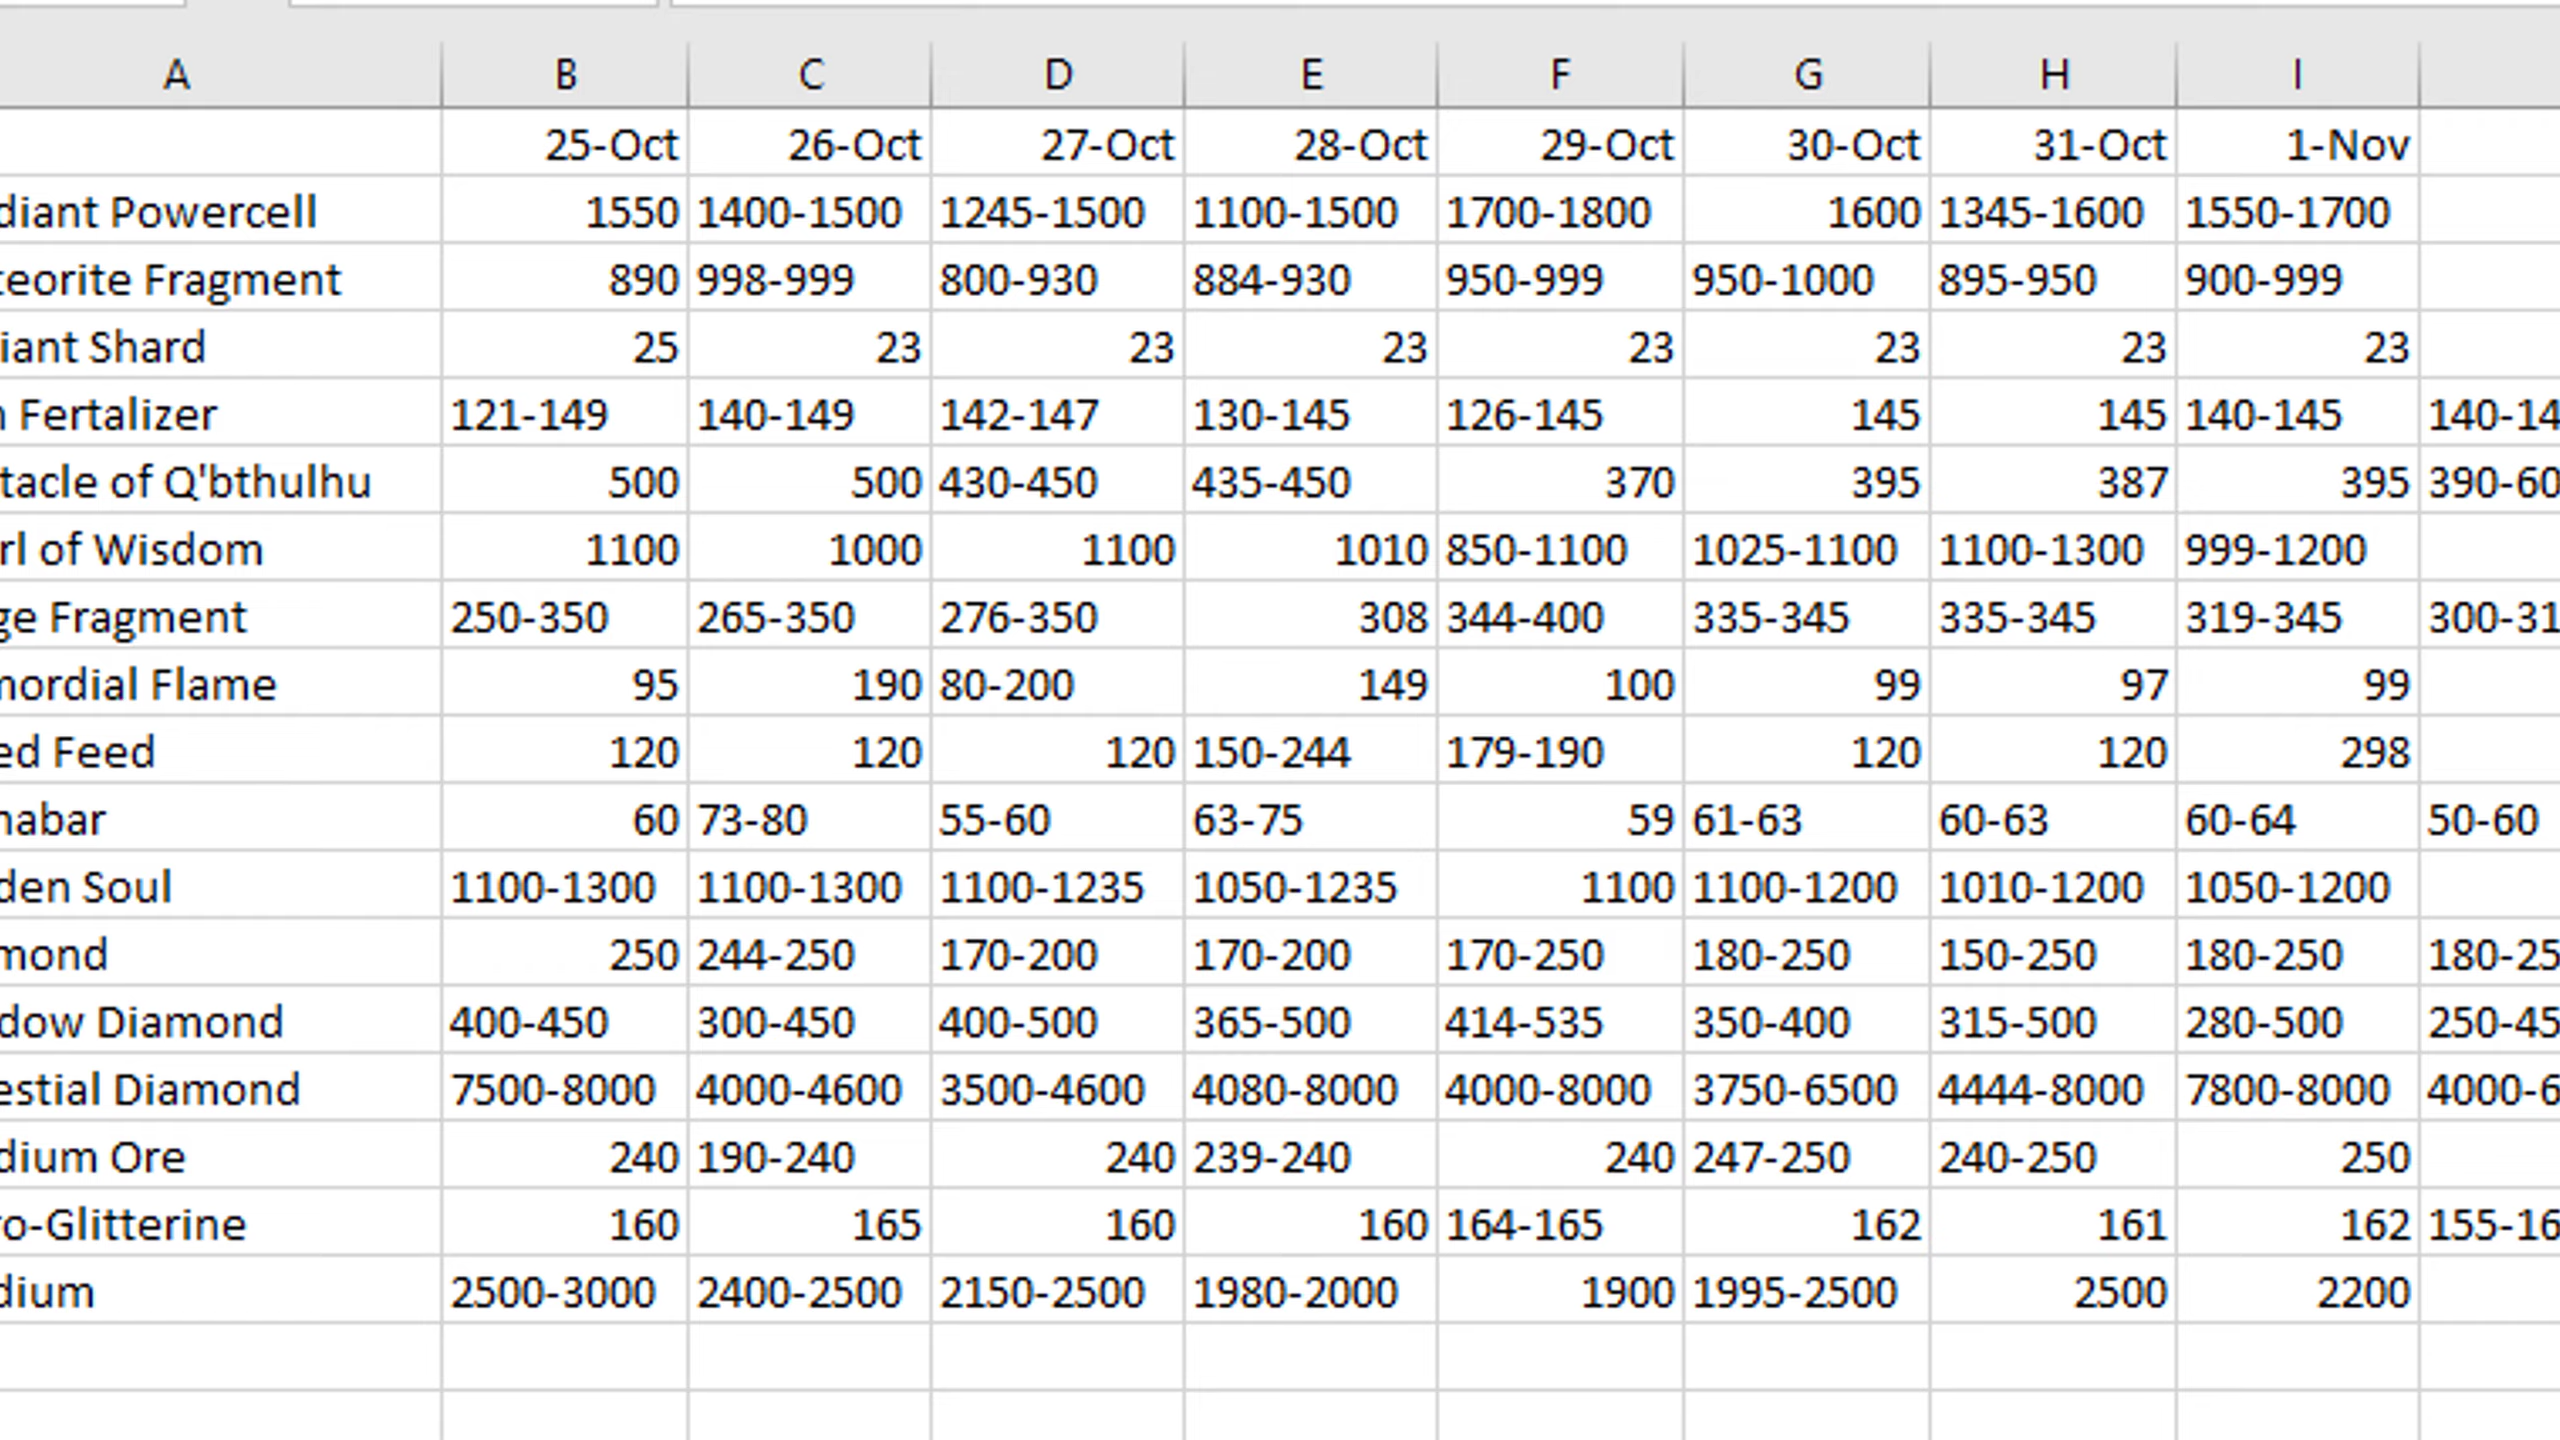 A B C D E F G H I
25-Oct 26-Oct 27-Oct 28-Oct 29-Oct 30-Oct 31-Oct 1-Nov
diant Powercell 1550 1400-1500 1245-1500 1100-1500 1700-1800 1600 1345-1600 1550-1700
teorite Fragment 890 998-999 800-930 884-930 950-999 950-1000 895-950 900-999
iant Shard 25 23 23 23 23 23 23 23
n Fertalizer 121-149 140-149 142-147 130-145 126-145 145 145 140-145 140-14
tacle of Q'bthulhu 500 500 430-450 435-450 370 395 387 395 390-60
rl of Wisdom 1100 1000 1100 1010 850-1100 1025-1100 1100-1300 999-1200
ge Fragment 250-350 265-350 276-350 308 344-400 335-345 335-345 319-345 300-31
mordial Flame 95 190 80-200 149 100 99 97 99
ed Feed 120 120 120 150-244 179-190 120 120 298
nabar 60 73-80 55-60 63-75 59 61-63 60-63 60-64 50-60
den Soul 1100-1300 1100-1300 1100-1235 1050-1235 1100 1100-1200 1010-1200 1050-1200
mond 250 244-250 170-200 170-200 170-250 180-250 150-250 180-250 180-25
dow Diamond 400-450 300-450 400-500 365-500 414-535 350-400 315-500 280-500 250-45
estial Diamond 7500-8000 4000-4600 3500-4600 4080-8000 4000-8000 3750-6500 4444-8000 7800-8000 4000-6
dium Ore 240 190-240 240 239-240 240 247-250 240-250 250
ro-Glitterine 160 165 160 160 164-165 162 161 162 155-16
dium 2500-3000 2400-2500 2150-2500 1980-2000 1900 1995-2500 2500 2200